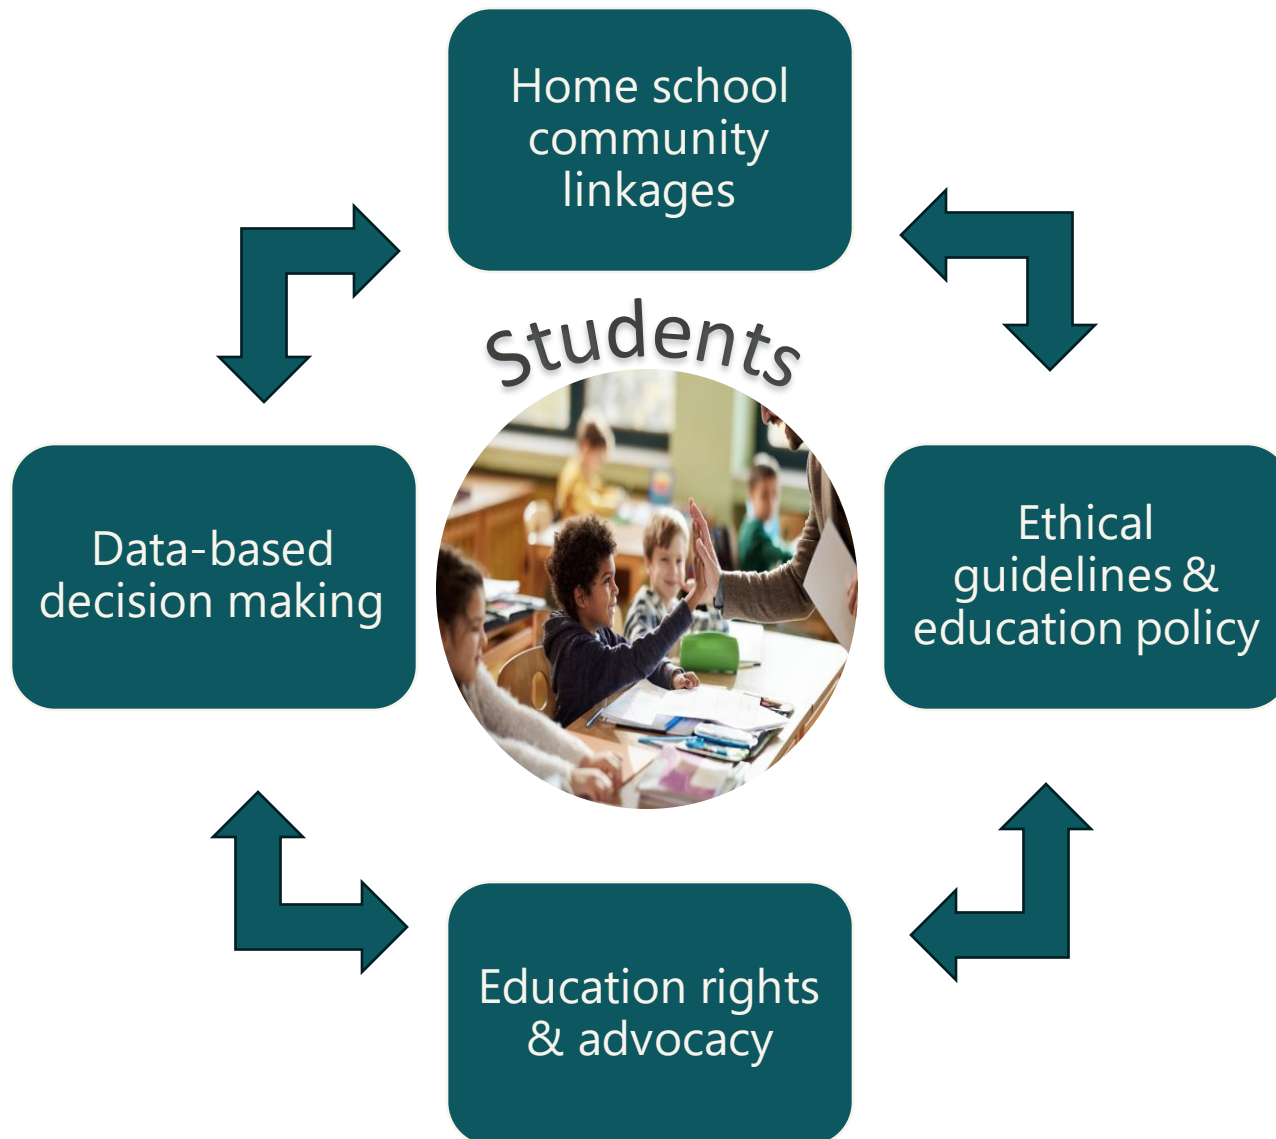 Home school
community
linkages
Students
Data-based
decision making
Ethical
guidelines &
education policy
Education rights
& advocacy